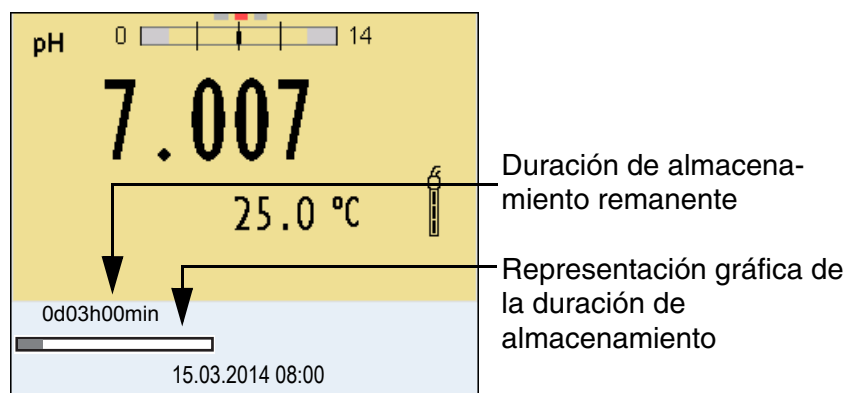 pH 0 14
7.007
25.0 °C
Duración de almacena-
miento remanente
Representación gráfica de
la duración de
almacenamiento
0d03h00min
15.03.2014 08:00